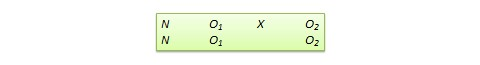 N O₁ X O₂
N O₁ O₂